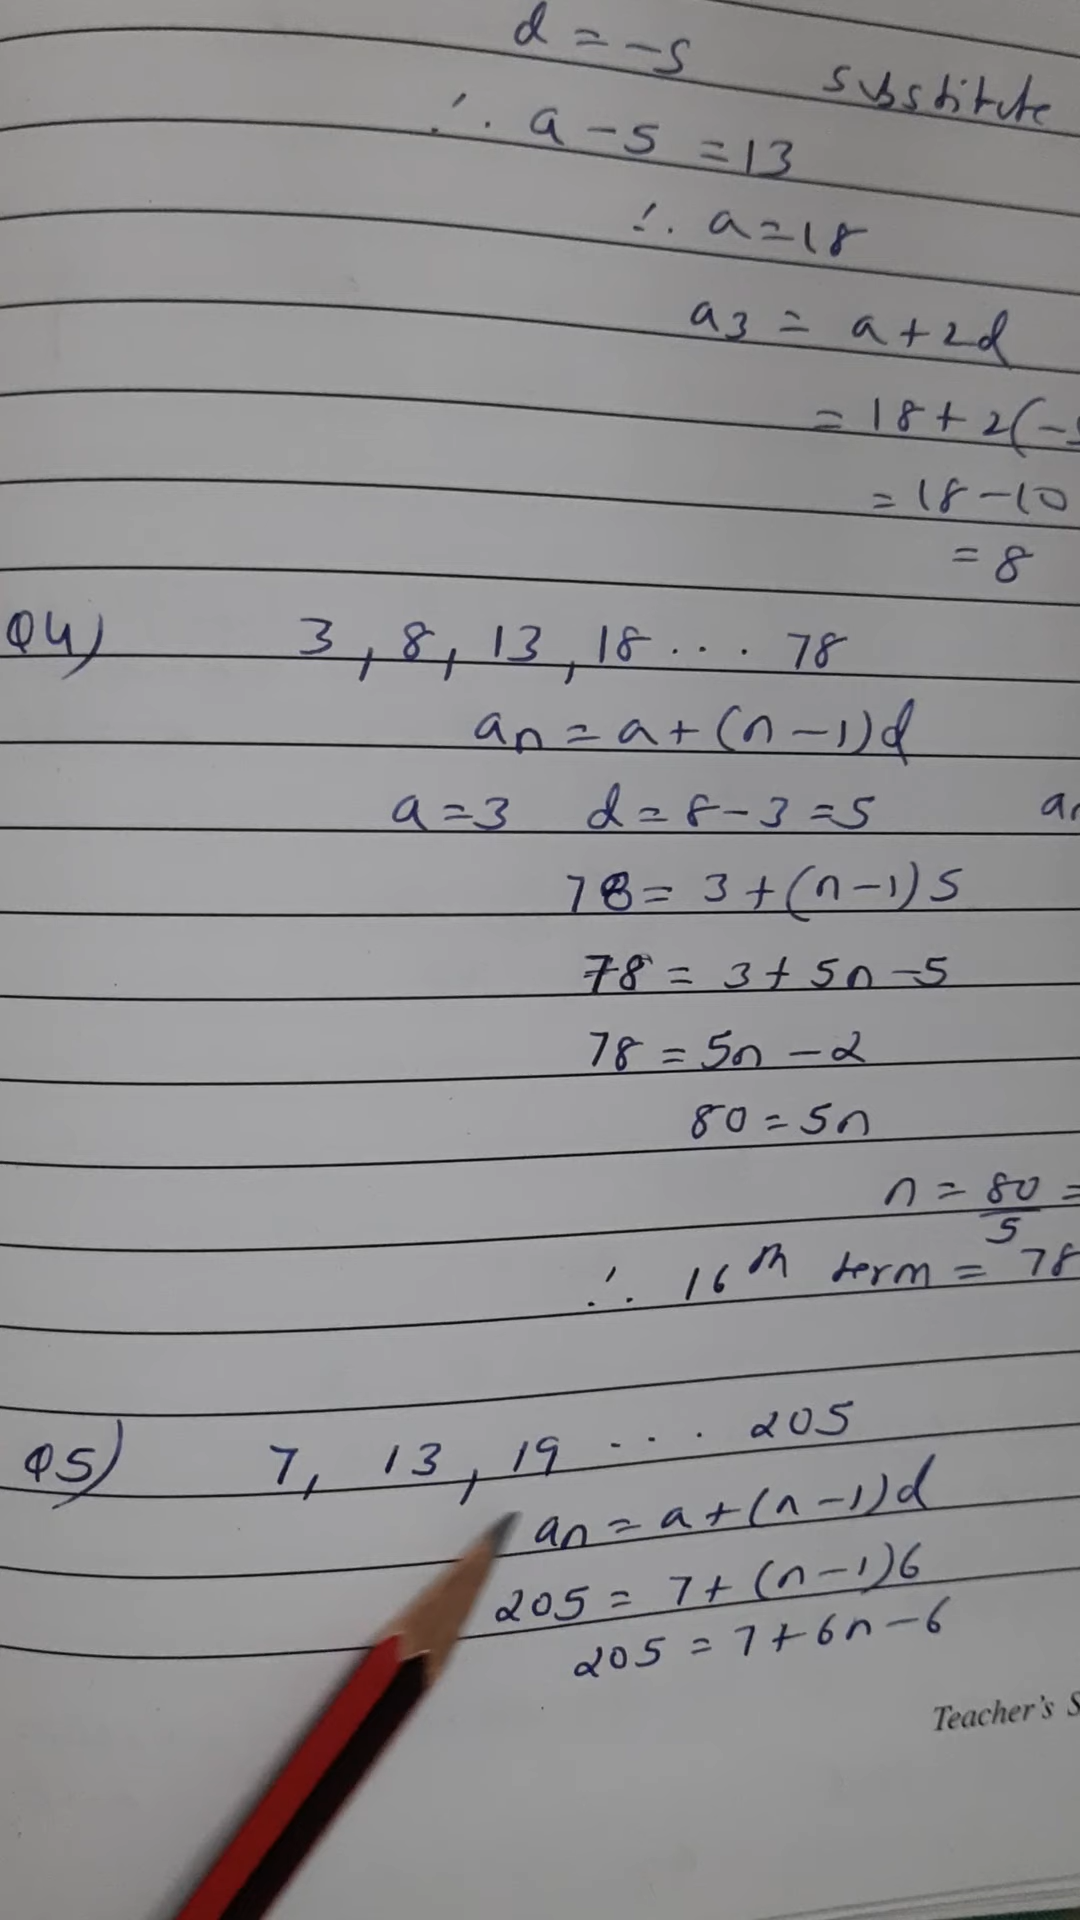 d = -5 substitute
∴ a - 5 = 13
∴ a = 18
a3 = a + 2d
= 18 + 2(-5
= 18 - 10
= 8
Q4) 3, 8, 13, 18 ... 78
an = a + (n - 1)d
a = 3 d = 8 - 3 = 5
78 = 3 + (n - 1) 5
78 = 3 + 5n - 5
78 = 5n - 2
80 = 5n
n = 80/5 =
∴ 16th term = 78
Q5) 7, 13, 19 ... 205
an = a + (n - 1)d
205 = 7 + (n - 1)6
205 = 7 + 6n - 6
Teacher's